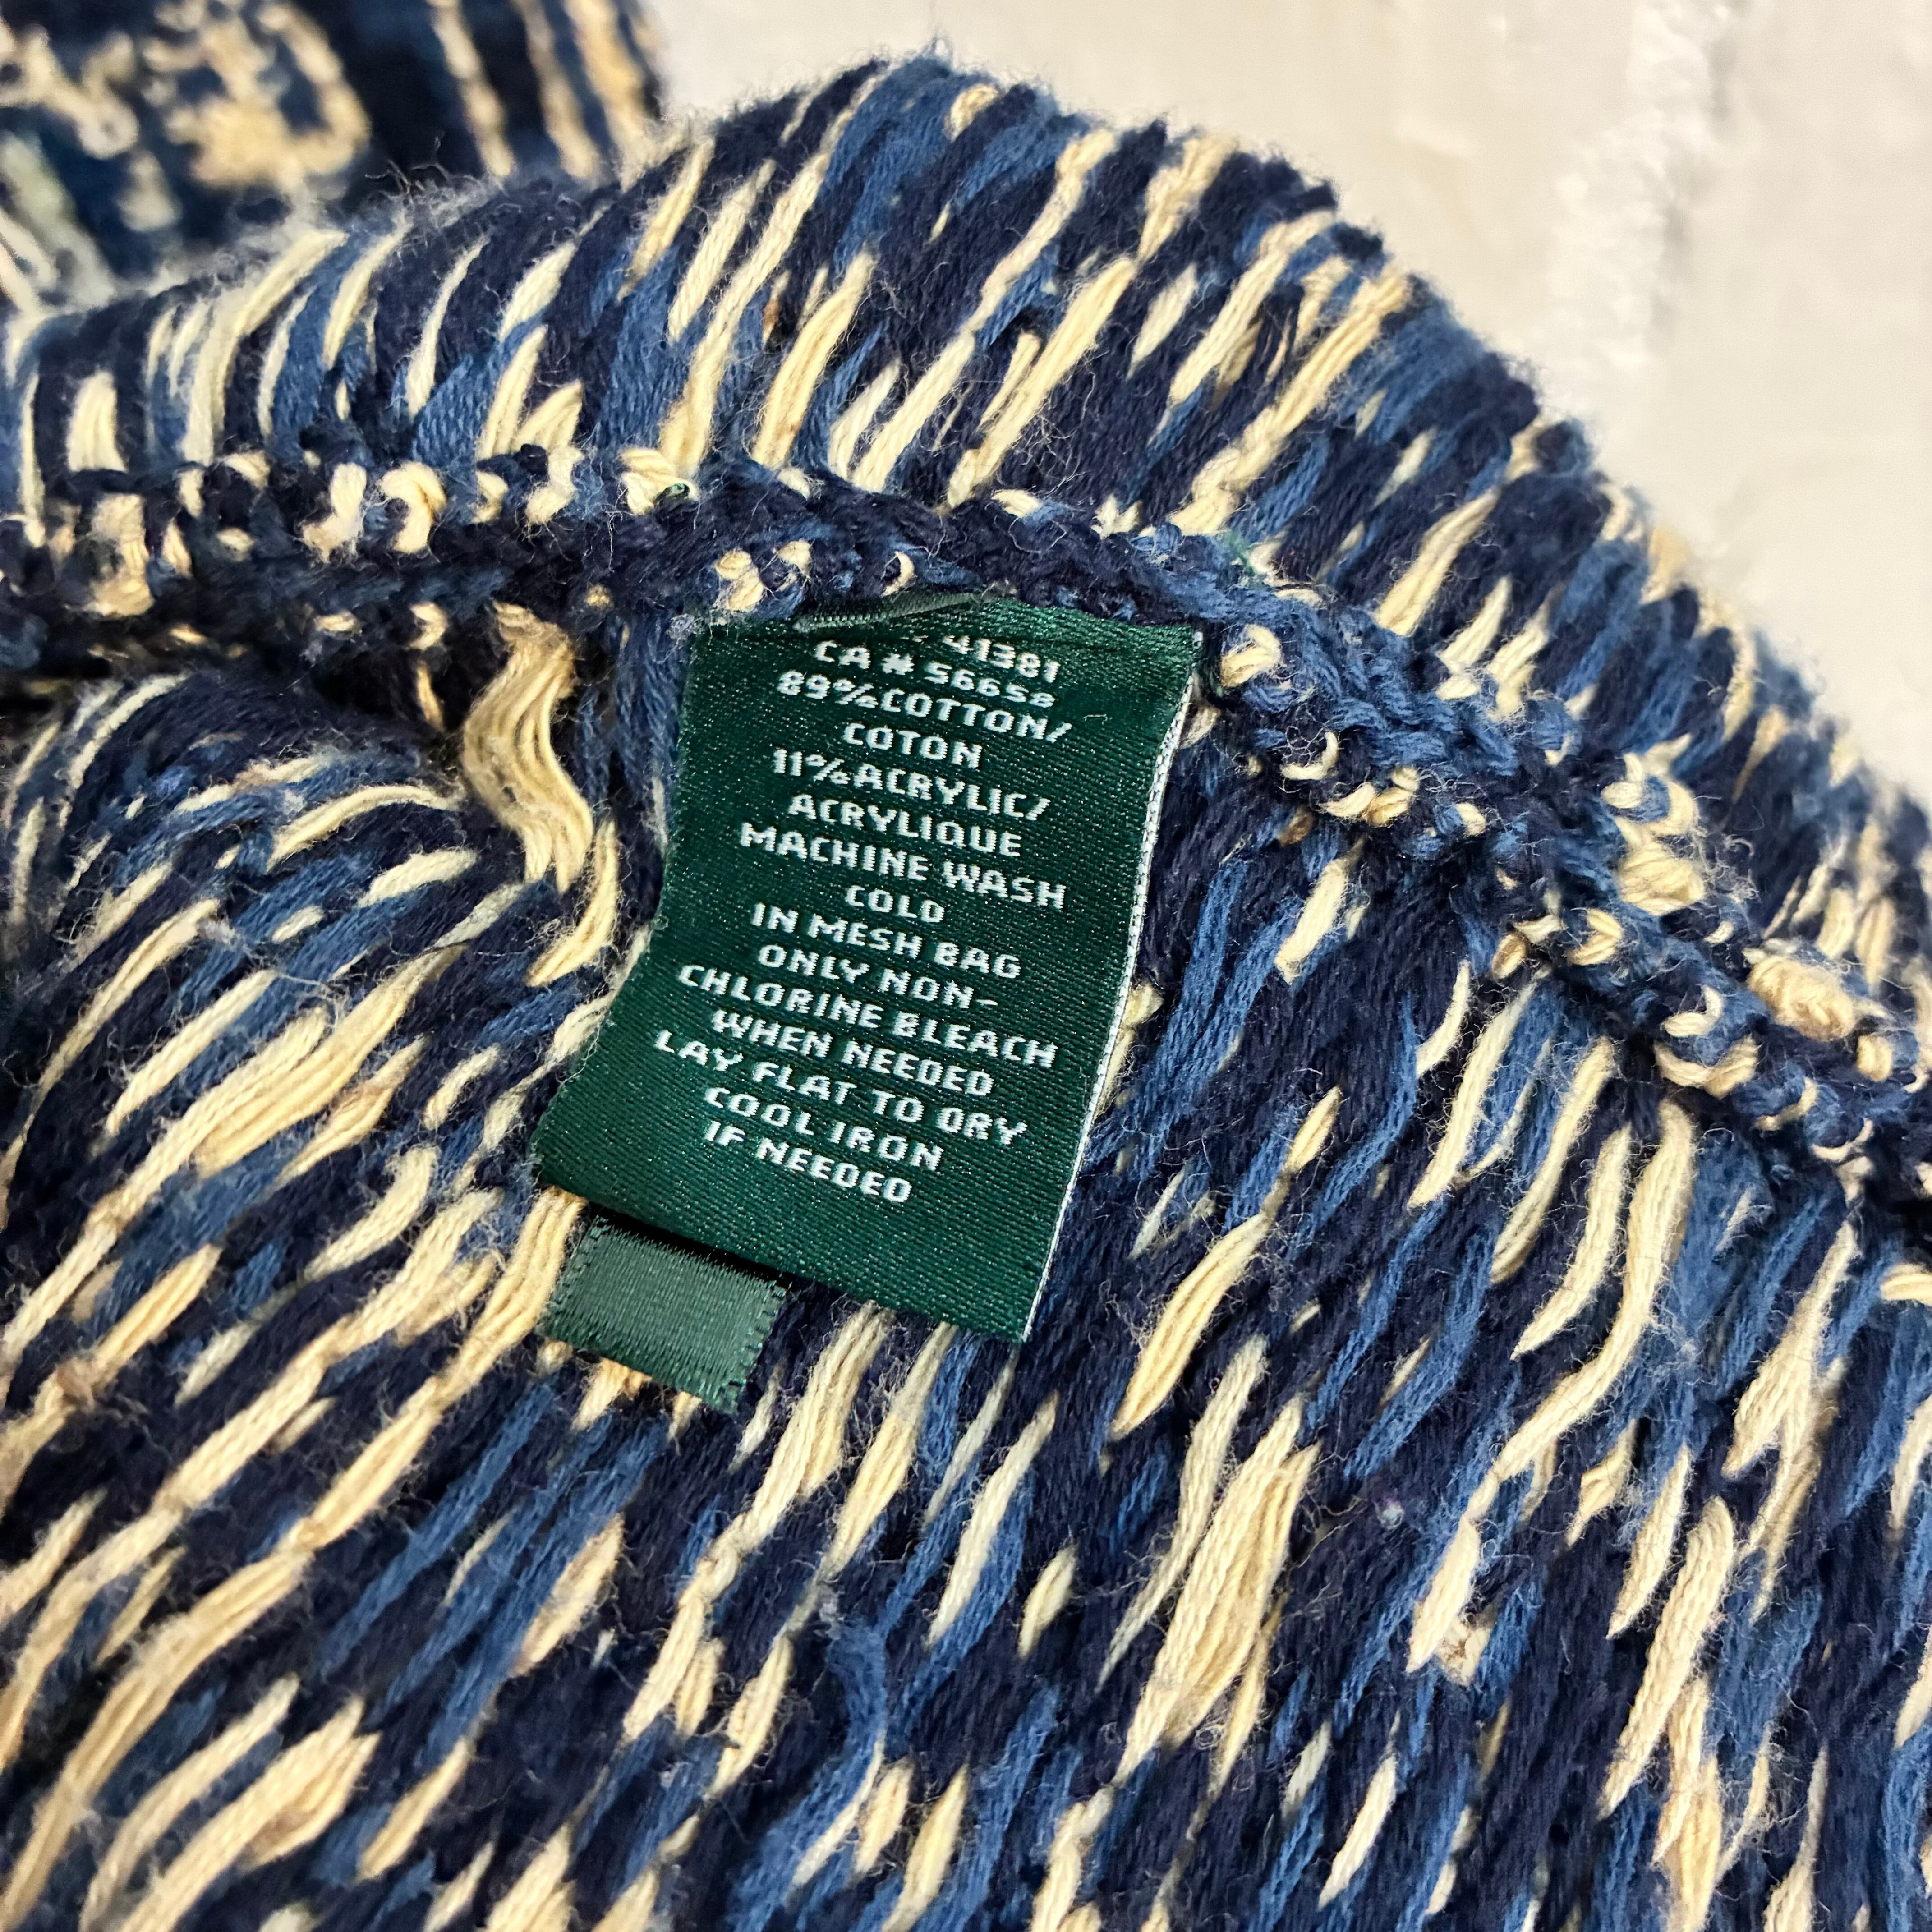 41381
CA # 56658
89%COTTON/
COTON
11%ACRYLIC/
ACRYLIQUE
MACHINE WASH
COLD
IN MESH BAG
ONLY NON-
CHLORINE BLEACH
WHEN NEEDED
LAY FLAT TO DRY
COOL IRON
IF NEEDED